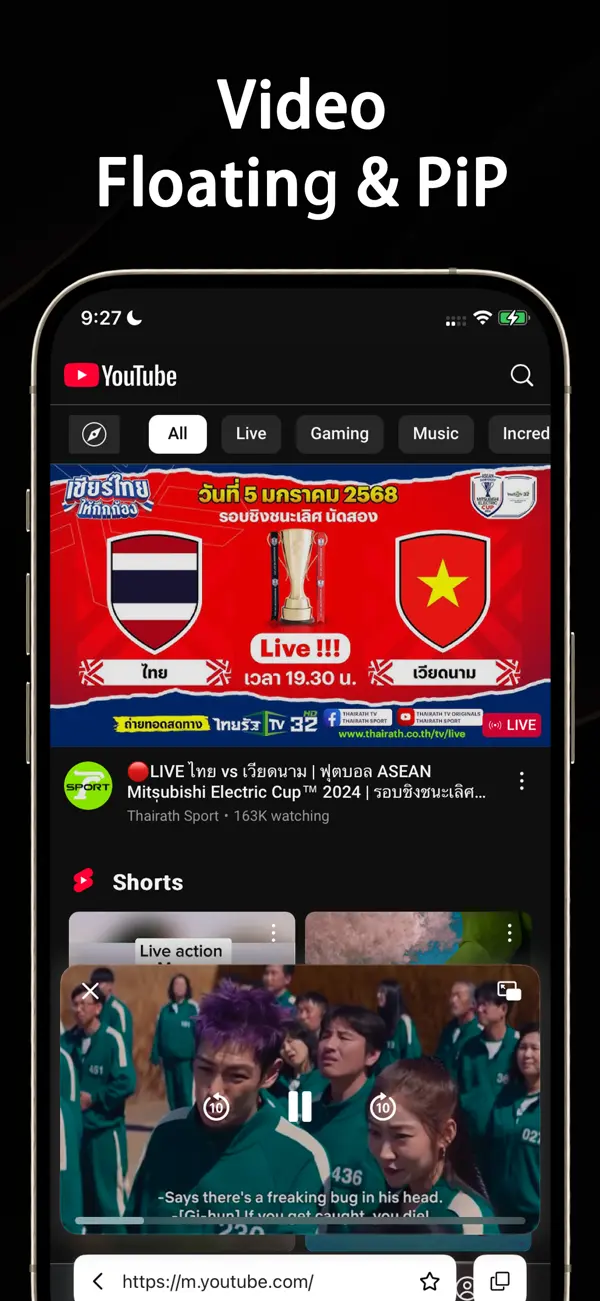 Video
Floating & PiP
9:27
YouTube
All
Live
Gaming
Music
Incred
เชียร์ไทย
ให้กึกก้อง
วันที่ 5 มกราคม 2568
รอบชิงชนะเลิศ นัดสอง
MITSUBISHI
ELECTRIC
CUP
Live !!!
ไทย
เวลา 19.30 น.
เวียดนาม
ถ่ายทอดสดทาง
ไทยรัฐ TV 32 HD
THAIRATH TV
THAIRATH SPORT
THAIRATH TV ORIGINALS
THAIRATH SPORT
www.thairath.co.th/tv/live
LIVE
SPORT
🔴LIVE ไทย vs เวียดนาม | ฟุตบอล ASEAN
Mitsubishi Electric Cup™ 2024 | รอบชิงชนะเลิศ...
Thairath Sport • 163K watching
Shorts
Live action
451
10
10
027
436
-Says there's a freaking bug in his head.
-[Gi-hun] If you get caught, you die!
230
https://m.youtube.com/